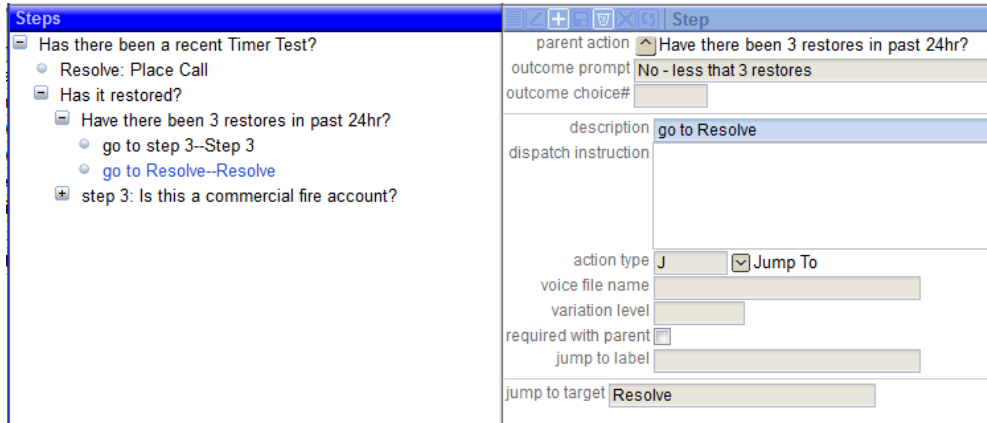 Steps
Has there been a recent Timer Test?
Resolve: Place Call
Has it restored?
Have there been 3 restores in past 24hr?
go to step 3--Step 3
go to Resolve--Resolve
step 3: Is this a commercial fire account?
Step
parent action Have there been 3 restores in past 24hr?
outcome prompt No - less that 3 restores
outcome choice#
description go to Resolve
dispatch instruction
action type J Jump To
voice file name
variation level
required with parent
jump to label
jump to target Resolve